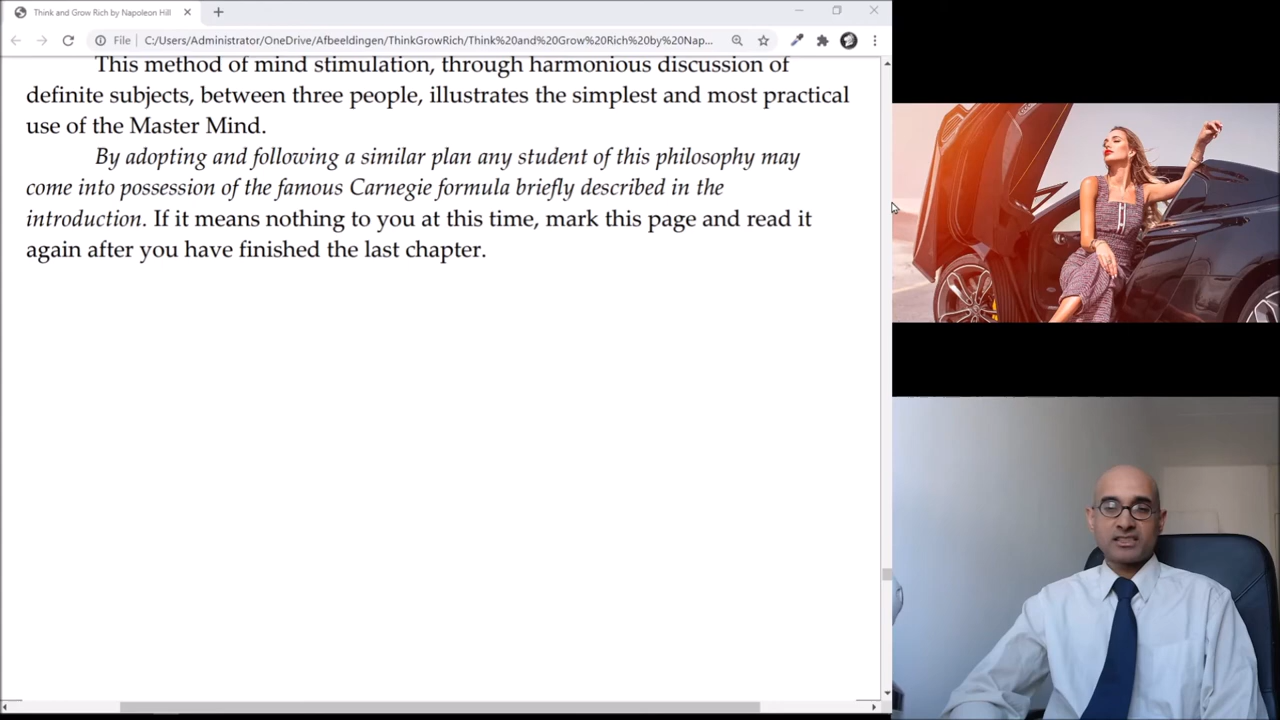 Think and Grow Rich by Napoleon Hill
File
C:/Users/Administrator/OneDrive/Afbeeldingen/ThinkGrowRich/Think%20and%20Grow%20Rich%20by%20Nap...
This method of mind stimulation, through harmonious discussion of
definite subjects, between three people, illustrates the simplest and most practical
use of the Master Mind.
By adopting and following a similar plan any student of this philosophy may
come into possession of the famous Carnegie formula briefly described in the
introduction. If it means nothing to you at this time, mark this page and read it
again after you have finished the last chapter.